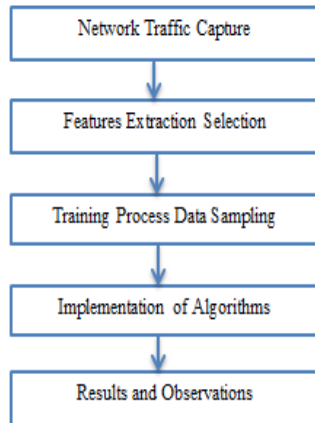 Network Traffic Capture
Features Extraction Selection
Training Process Data Sampling
Implementation of Algorithms
Results and Observations